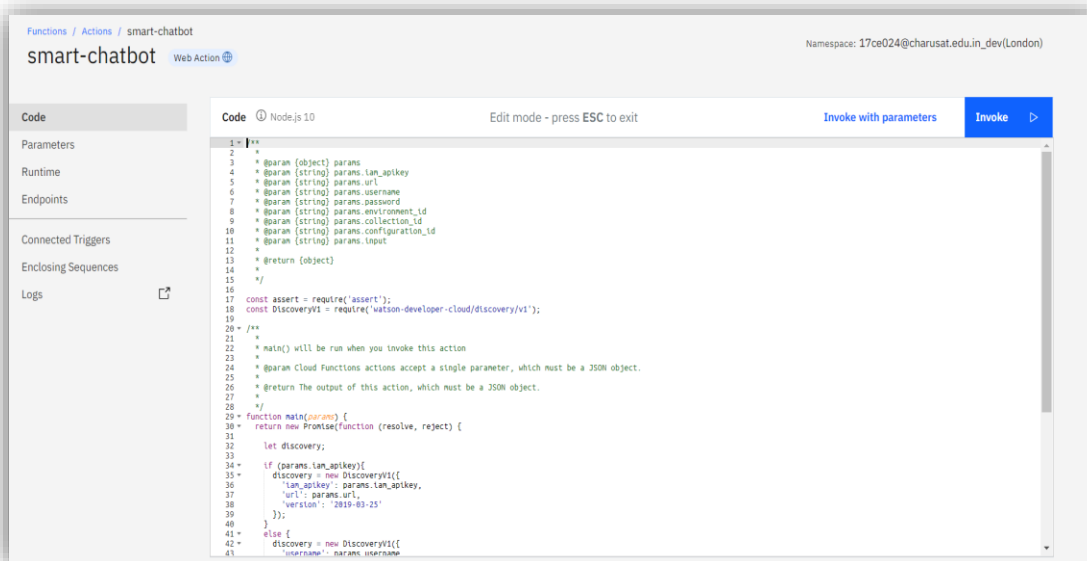 Functions / Actions / smart-chatbot
smart-chatbot Web Action
Namespace: 17ce024@charusat.edu.in_dev(London)
Code
Parameters
Runtime
Endpoints
Connected Triggers
Enclosing Sequences
Logs
Code Node.js 10 Edit mode - press ESC to exit Invoke with parameters Invoke
1 /**
2 *
3 * @param {object} params
4 * @param {string} params.iam_apikey
5 * @param {string} params.url
6 * @param {string} params.username
7 * @param {string} params.password
8 * @param {string} params.environment_id
9 * @param {string} params.collection_id
10 * @param {string} params.configuration_id
11 * @param {string} params.input
12 *
13 * @return {object}
14 *
15 */
16
17 const assert = require('assert');
18 const DiscoveryV1 = require('watson-developer-cloud/discovery/v1');
19
20 /**
21 *
22 * main() will be run when you invoke this action
23 *
24 * @param Cloud Functions actions accept a single parameter, which must be a JSON object.
25 *
26 * @return The output of this action, which must be a JSON object.
27 *
28 */
29 function main(params) {
30 return new Promise(function (resolve, reject) {
31
32 let discovery;
33
34 if (params.iam_apikey){
35 discovery = new DiscoveryV1({
36 'iam_apikey': params.iam_apikey,
37 'url': params.url,
38 'version': '2019-03-25'
39 });
40 }
41 else {
42 discovery = new DiscoveryV1({
43 'username': params.username